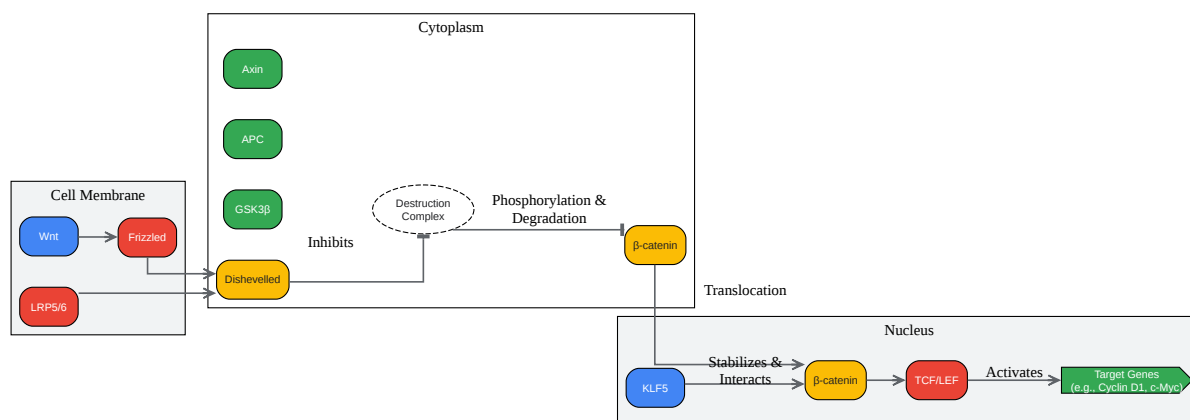 Cytoplasm
Axin
APC
Cell Membrane
GSK3β
Destruction
Complex
Phosphorylation &
Degradation
Wnt
Frizzled
Inhibits
β-catenin
Dishevelled
LRP5/6
Translocation
Nucleus
Stabilizes &
Interacts
KLF5
β-catenin
TCF/LEF
Activates
Target Genes
(e.g., Cyclin D1, c-Myc)